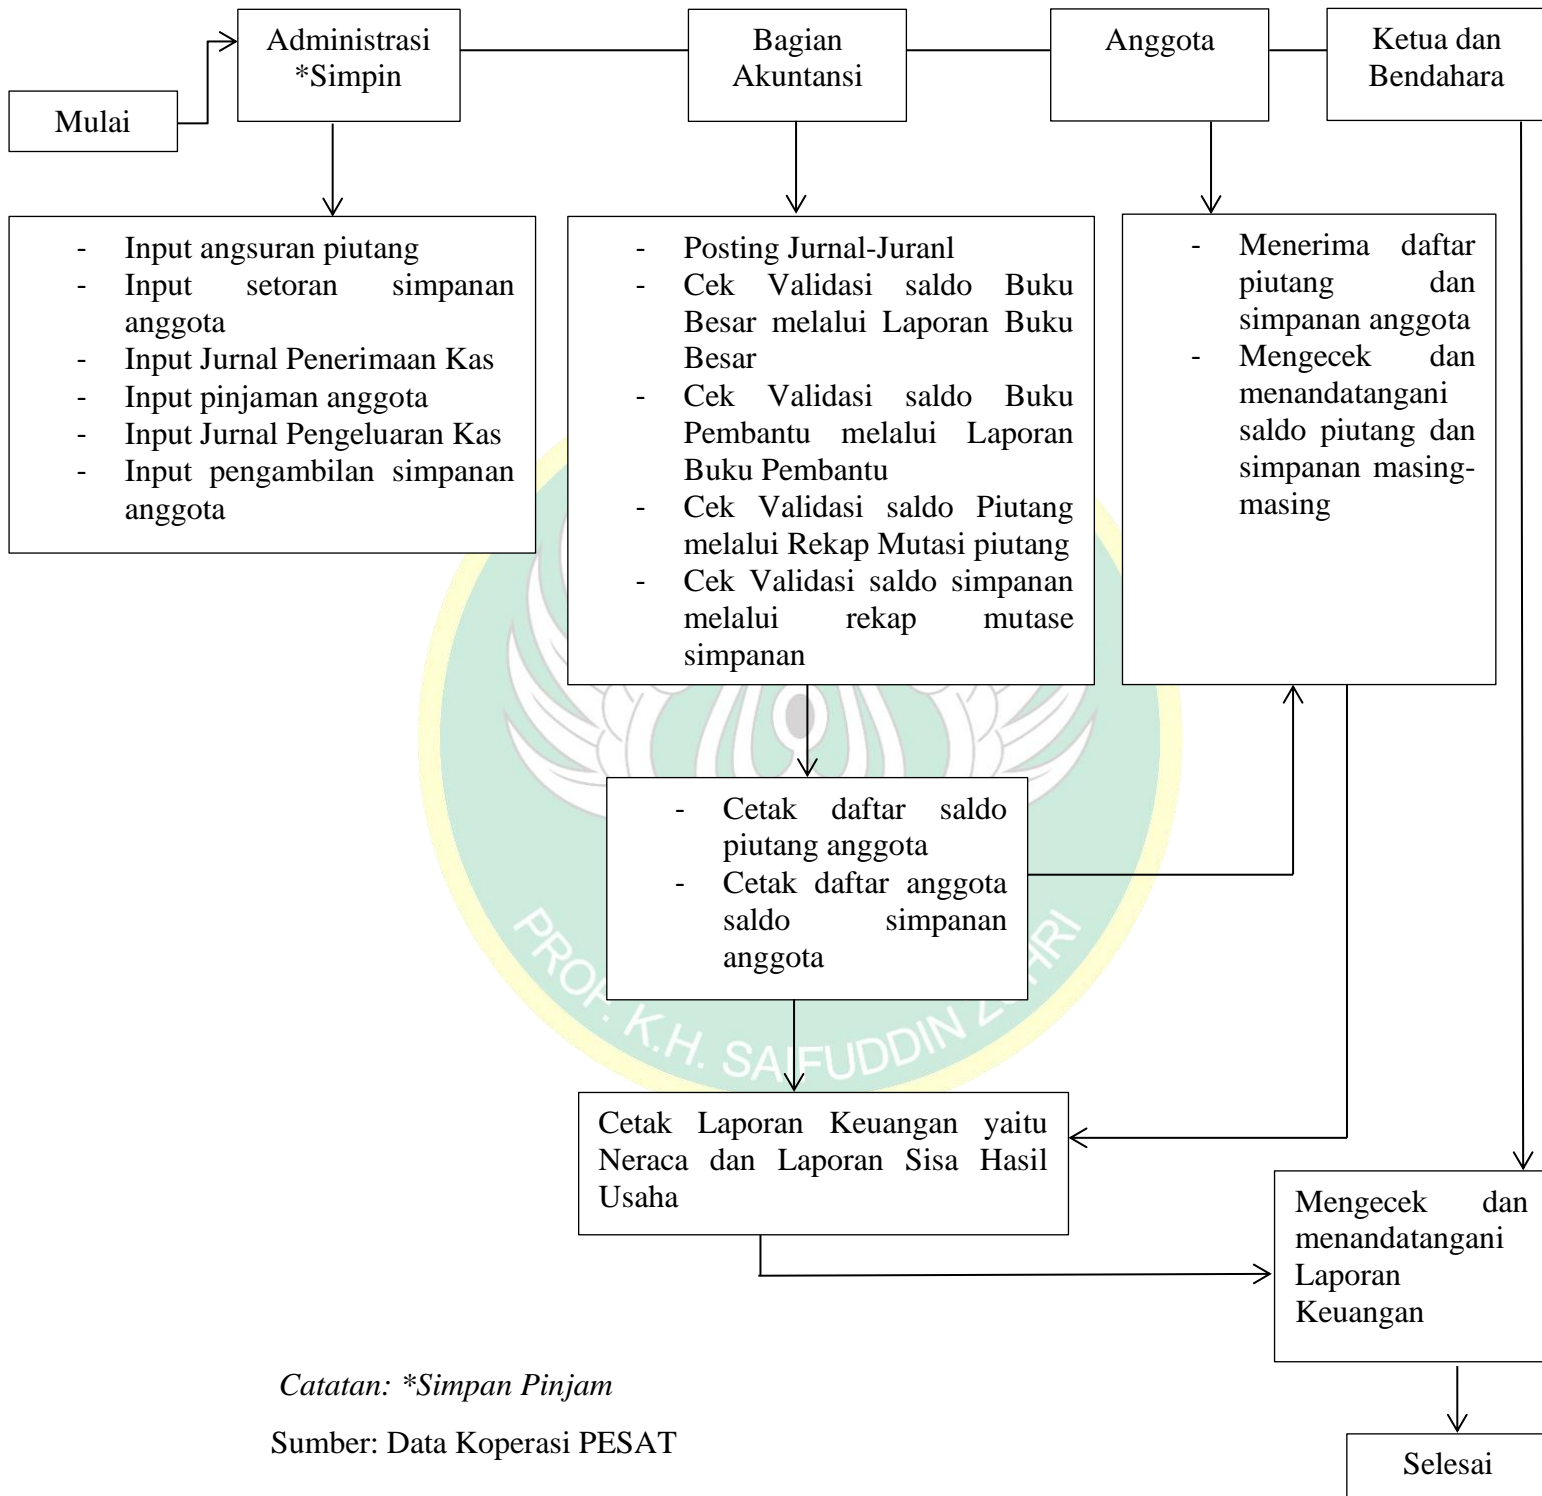 Administrasi
*Simpin
Bagian
Akuntansi
Anggota
Ketua dan
Bendahara
Mulai
- Input angsuran piutang
- Input setoran simpanan
anggota
- Input Jurnal Penerimaan Kas
- Input pinjaman anggota
- Input Jurnal Pengeluaran Kas
- Input pengambilan simpanan
anggota
- Posting Jurnal-Juranl
- Cek Validasi saldo Buku
Besar melalui Laporan Buku
Besar
- Cek Validasi saldo Buku
Pembantu melalui Laporan
Buku Pembantu
- Cek Validasi saldo Piutang
melalui Rekap Mutasi piutang
- Cek Validasi saldo simpanan
melalui rekap mutase
simpanan
- Menerima daftar
piutang dan
simpanan anggota
- Mengecek dan
menandatangani
saldo piutang dan
simpanan masing-
masing
- Cetak daftar saldo
piutang anggota
- Cetak daftar anggota
saldo simpanan
anggota
PROF. K.H. SAIFUDDIN
Cetak Laporan Keuangan yaitu
Neraca dan Laporan Sisa Hasil
Usaha
Mengecek dan
menandatangani
Laporan
Keuangan
Catatan: *Simpan Pinjam
Sumber: Data Koperasi PESAT
Selesai